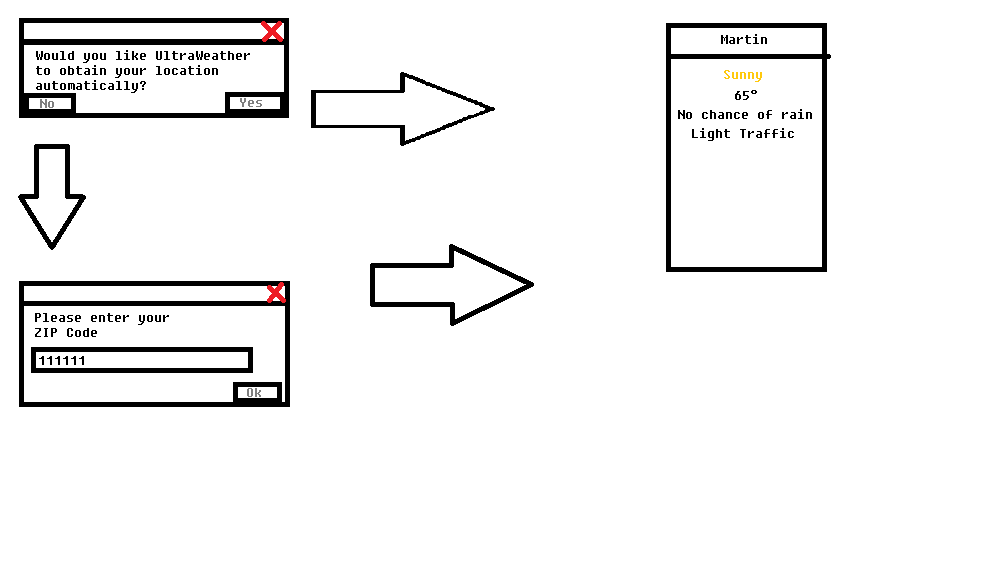 Would you like UltraWeather
to obtain your location
automatically?
No
Yes
Please enter your
ZIP Code
111111
Ok
Martin
Sunny
65°
No chance of rain
Light Traffic